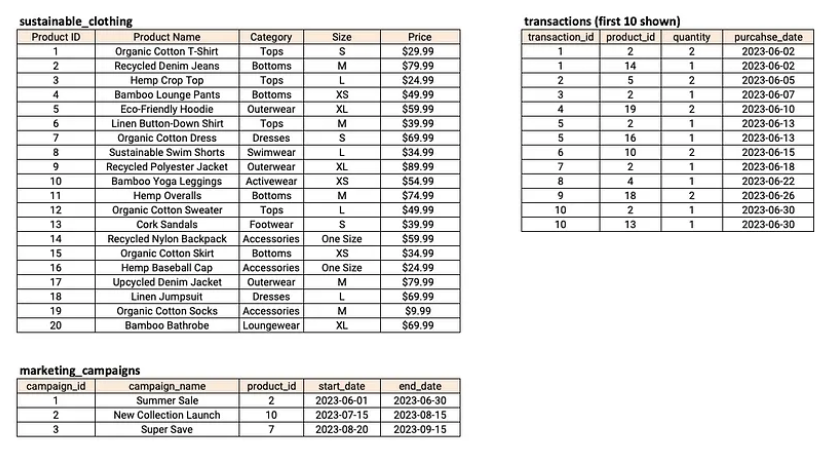 sustainable_clothing
Product ID Product Name Category Size Price
1 Organic Cotton T-Shirt Tops S $29.99
2 Recycled Denim Jeans Bottoms M $79.99
3 Hemp Crop Top Tops L $24.99
4 Bamboo Lounge Pants Bottoms XS $49.99
5 Eco-Friendly Hoodie Outerwear XL $59.99
6 Linen Button-Down Shirt Tops M $39.99
7 Organic Cotton Dress Dresses S $69.99
8 Sustainable Swim Shorts Swimwear L $34.99
9 Recycled Polyester Jacket Outerwear XL $89.99
10 Bamboo Yoga Leggings Activewear XS $54.99
11 Hemp Overalls Bottoms M $74.99
12 Organic Cotton Sweater Tops L $49.99
13 Cork Sandals Footwear S $39.99
14 Recycled Nylon Backpack Accessories One Size $59.99
15 Organic Cotton Skirt Bottoms XS $34.99
16 Hemp Baseball Cap Accessories One Size $24.99
17 Upcycled Denim Jacket Outerwear M $79.99
18 Linen Jumpsuit Dresses L $69.99
19 Organic Cotton Socks Accessories M $9.99
20 Bamboo Bathrobe Loungewear XL $69.99
transactions (first 10 shown)
transaction_id product_id quantity purcahse_date
1 2 2 2023-06-02
1 14 1 2023-06-02
2 5 2 2023-06-05
3 2 1 2023-06-07
4 19 2 2023-06-10
5 2 1 2023-06-13
5 16 1 2023-06-13
6 10 2 2023-06-15
7 2 1 2023-06-18
8 4 1 2023-06-22
9 18 2 2023-06-26
10 2 1 2023-06-30
10 13 1 2023-06-30
marketing_campaigns
campaign_id campaign_name product_id start_date end_date
1 Summer Sale 2 2023-06-01 2023-06-30
2 New Collection Launch 10 2023-07-15 2023-08-15
3 Super Save 7 2023-08-20 2023-09-15